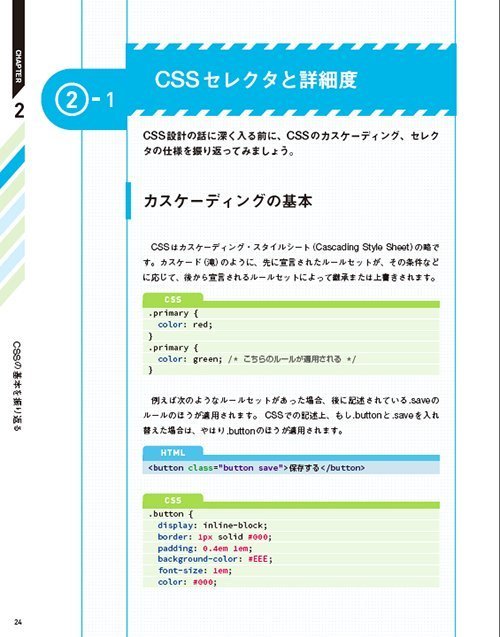 CHAPTER
2
CSSの基本を振り返る
②-1
CSSセレクタと詳細度
CSS設計の話に深く入る前に、CSSのカスケーディング、セレク
タの仕様を振り返ってみましょう。
カスケーディングの基本
CSSはカスケーディング・スタイルシート(Cascading Style Sheet)の略で
す。カスケード(滝)のように、先に宣言されたルールセットが、その条件など
に応じて、後から宣言されるルールセットによって継承または上書きされます。
CSS
.primary {
color: red;
}
.primary {
color: green; /* こちらのルールが適用される */
}
例えば次のようなルールセットがあった場合、後に記述されている.saveの
ルールのほうが適用されます。 CSSでの記述上、もし.buttonと.saveを入れ
替えた場合は、やはり.buttonのほうが適用されます。
HTML
<button class="button save">保存する</button>
CSS
.button {
display: inline-block;
border: 1px solid #000;
padding: 0.4em 1em;
background-color: #EEE;
font-size: 1em;
color: #000;
24